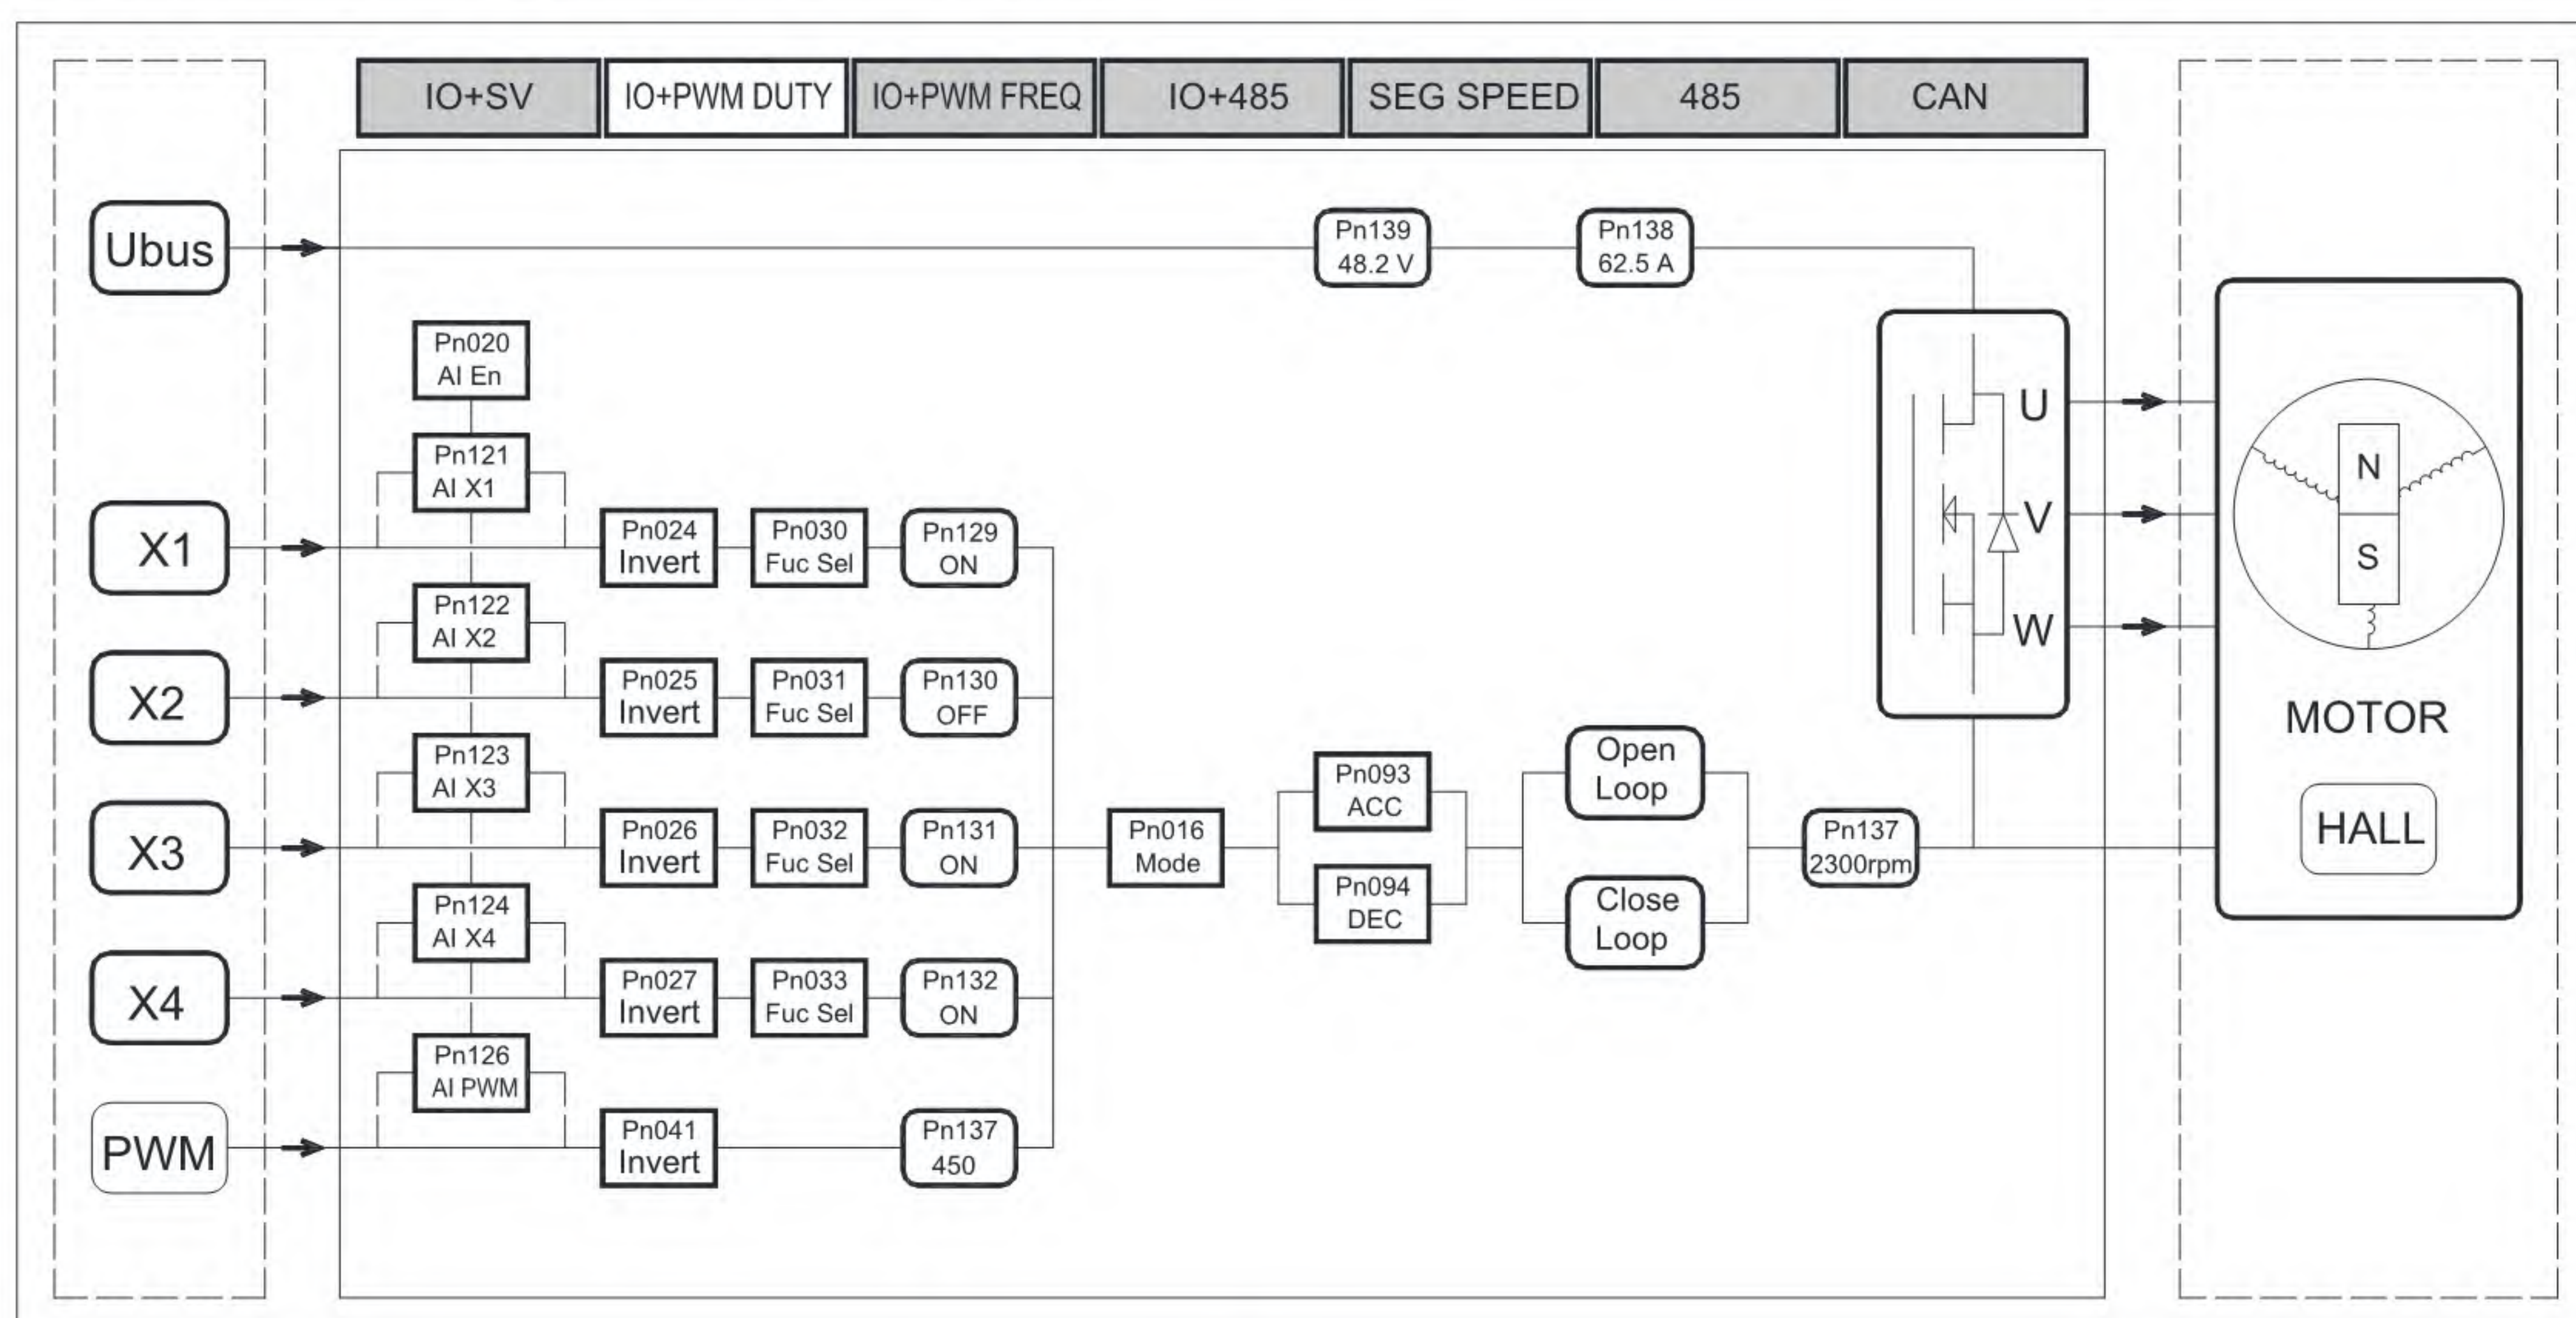 IO+SV
IO+PWM DUTY
IO+PWM FREQ
IO+485
SEG SPEED
485
CAN
Ubus
Pn139
48.2 V
Pn138
62.5 A
Pn020
AI En
Pn121
AI X1
X1
Pn024
Invert
Pn030
Fuc Sel
Pn129
ON
Pn122
AI X2
X2
Pn025
Invert
Pn031
Fuc Sel
Pn130
OFF
Pn123
AI X3
X3
Pn026
Invert
Pn032
Fuc Sel
Pn131
ON
Pn124
AI X4
X4
Pn027
Invert
Pn033
Fuc Sel
Pn132
ON
Pn126
AI PWM
PWM
Pn041
Invert
Pn137
450
Pn016
Mode
Pn093
ACC
Pn094
DEC
Open
Loop
Close
Loop
Pn137
2300rpm
U
V
W
N
S
MOTOR
HALL